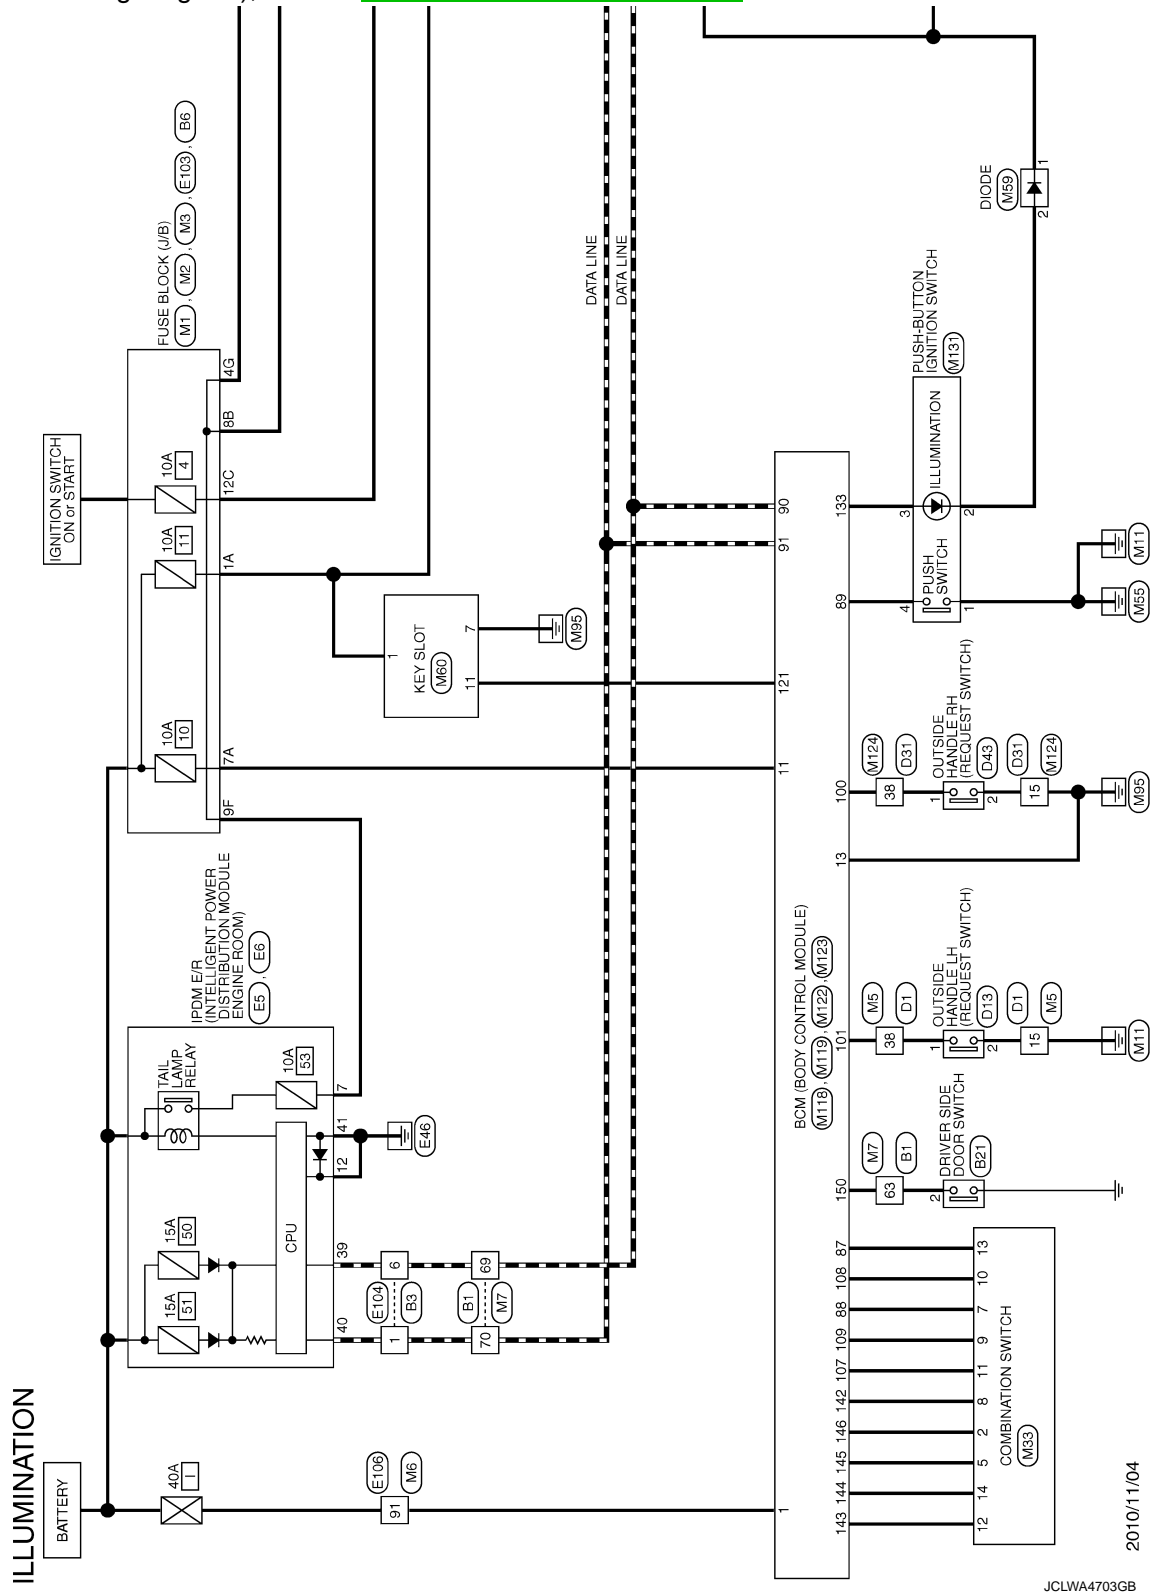 ILLUMINATION
BATTERY
40A
I
E106
M6
91
1
IPDM E/R
(INTELLIGENT POWER
DISTRIBUTION MODULE
ENGINE ROOM)
E5 , E6
15A
51
15A
50
TAIL
LAMP
RELAY
10A
53
CPU
40
39
12
41
7
E46
1
E104
B3
6
70
B1
M7
69
IGNITION SWITCH
ON or START
FUSE BLOCK (J/B)
M1 , M2 , M3 , E103 , B6
10A
10
10A
11
10A
4
9F
7A
1A
12C
8B
4G
KEY SLOT
M60
1
11
7
M95
DATA LINE
DATA LINE
BCM (BODY CONTROL MODULE)
M118 , M119 , M122 , M123
11
121
91
90
143
144
145
146
142
107
109
88
108
87
150
101
13
100
89
133
12
14
5
2
8
11
9
7
10
13
COMBINATION SWITCH
M33
M7
63
B1
2
DRIVER SIDE
DOOR SWITCH
B21
M5
38
D1
1
OUTSIDE
HANDLE LH
(REQUEST SWITCH)
D13
2
D1
15
M5
M11
M124
38
D31
1
OUTSIDE
HANDLE RH
(REQUEST SWITCH)
D43
2
D31
15
M124
M95
4
3
PUSH
SWITCH
ILLUMINATION
PUSH-BUTTON
IGNITION SWITCH
M131
1
2
M55
M11
DIODE
M59
2
1
2010/11/04
JCLWA4703GB